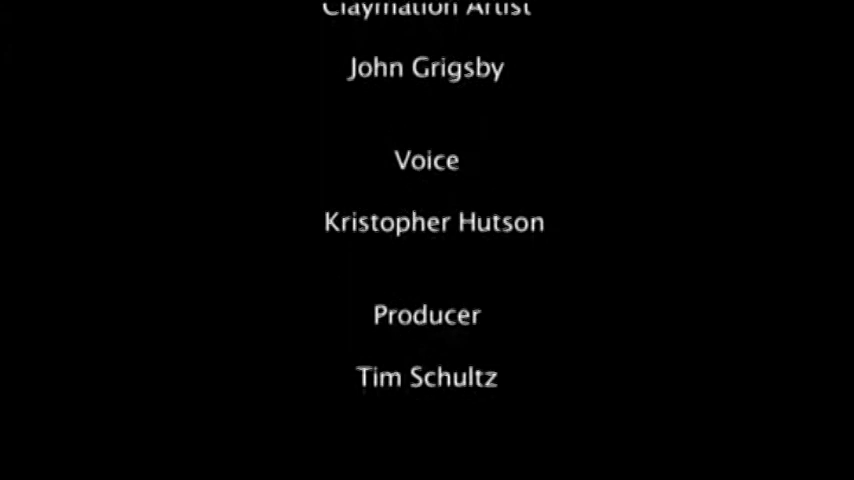 Claymation Artist
John Grigsby
Voice
Kristopher Hutson
Producer
Tim Schultz